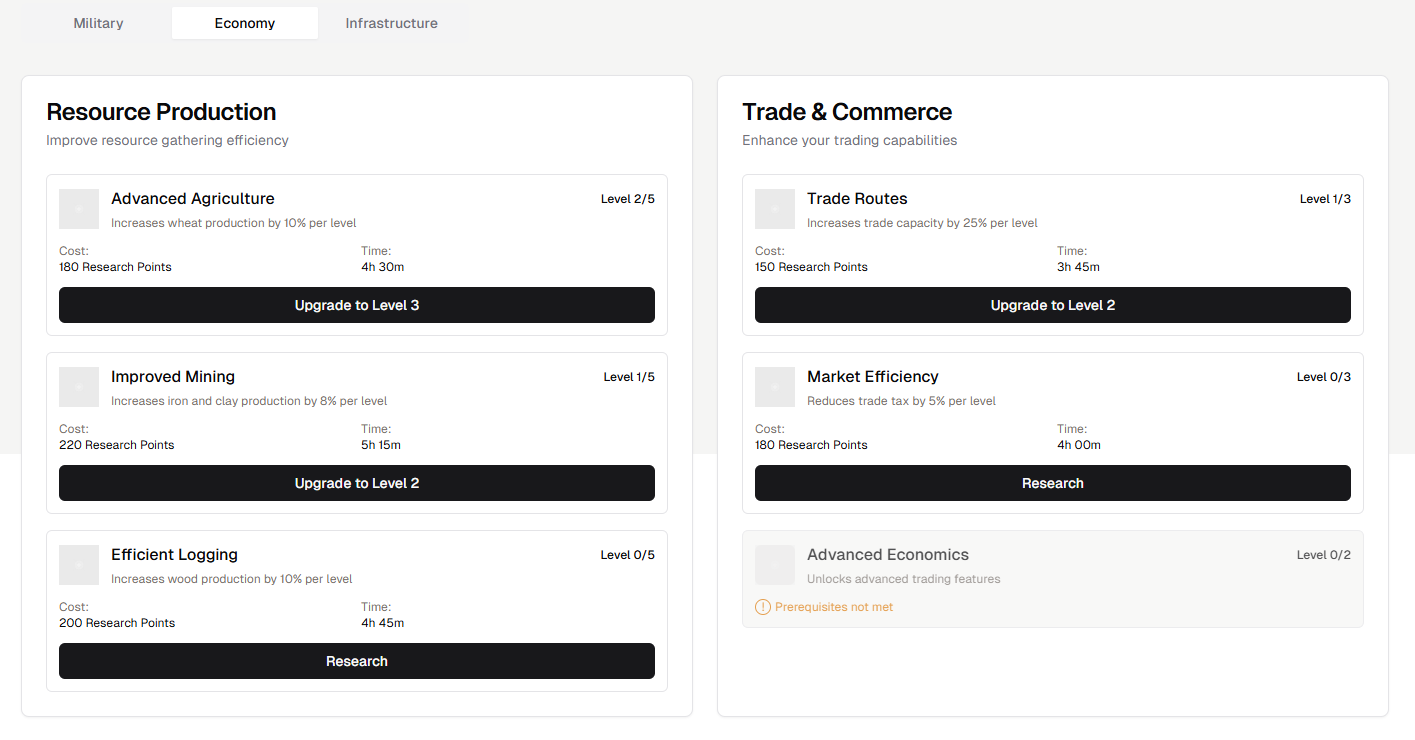 Military
Economy
Infrastructure
Resource Production
Improve resource gathering efficiency
Advanced Agriculture
Level 2/5
Increases wheat production by 10% per level
Cost:
Time:
180 Research Points
4h 30m
Upgrade to Level 3
Improved Mining
Level 1/5
Increases iron and clay production by 8% per level
Cost:
Time:
220 Research Points
5h 15m
Upgrade to Level 2
Efficient Logging
Level 0/5
Increases wood production by 10% per level
Cost:
Time:
200 Research Points
4h 45m
Research
Trade & Commerce
Enhance your trading capabilities
Trade Routes
Level 1/3
Increases trade capacity by 25% per level
Cost:
Time:
150 Research Points
3h 45m
Upgrade to Level 2
Market Efficiency
Level 0/3
Reduces trade tax by 5% per level
Cost:
Time:
180 Research Points
4h 00m
Research
Advanced Economics
Level 0/2
Unlocks advanced trading features
Prerequisites not met